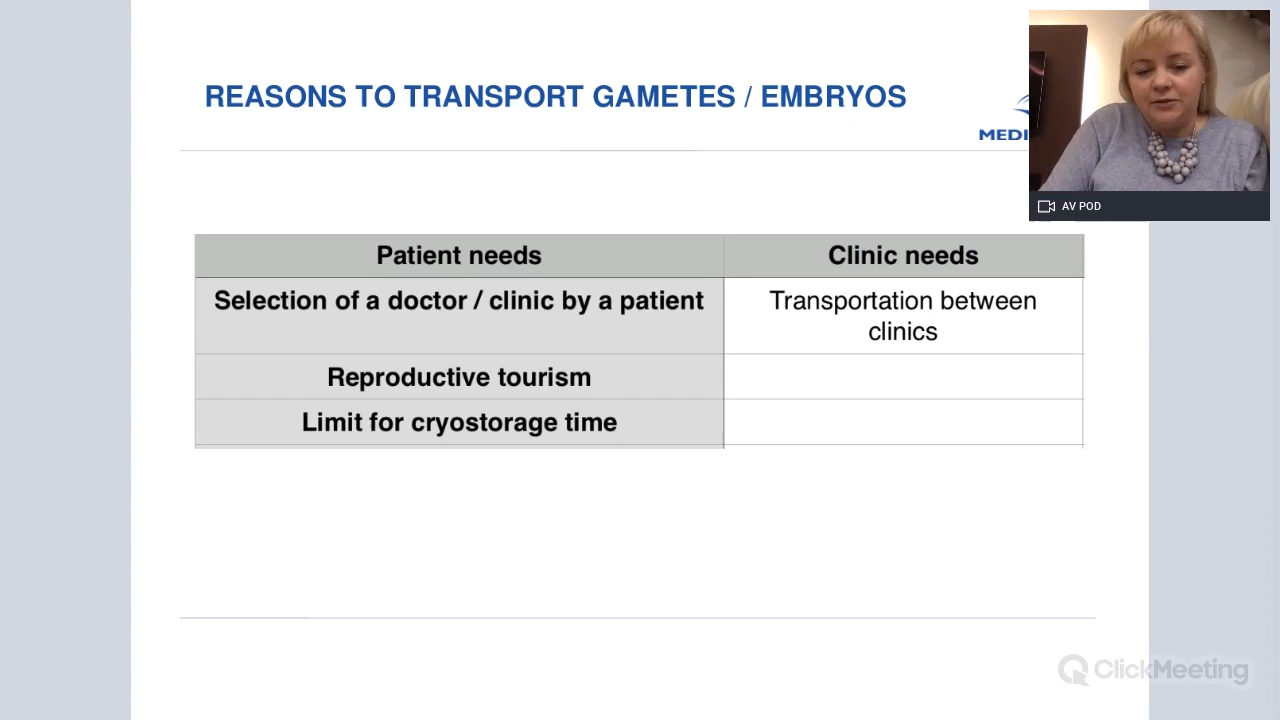 REASONS TO TRANSPORT GAMETES / EMBRYOS
MEDI
AV POD
Patient needs
Clinic needs
Selection of a doctor / clinic by a patient
Transportation between
clinics
Reproductive tourism
Limit for cryostorage time
ClickMeeting